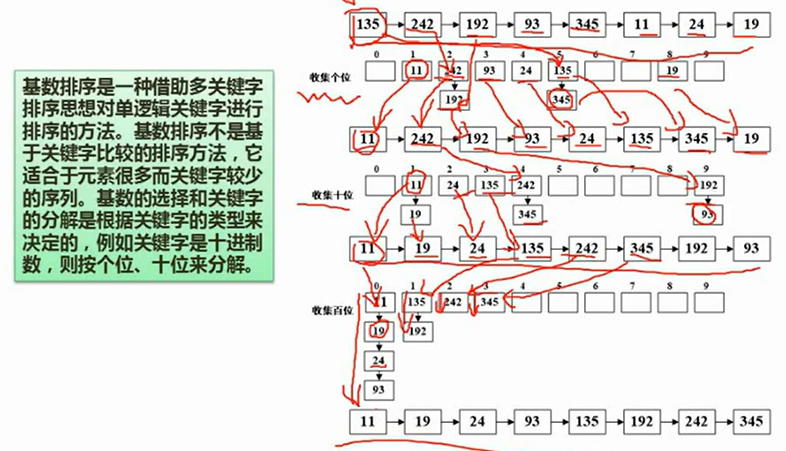 基数排序是一种借助多关键字
排序思想对单逻辑关键字进行
排序的方法。基数排序不是基
于关键字比较的排序方法，它
适合于元素很多而关键字较少
的序列。基数的选择和关键字
的分解是根据关键字的类型来
决定的，例如关键字是十进制
数，则按个位、十位来分解。
135 242 192 93 345 11 24 19
0 1 2 3 4 5 6 7 8 9
11 242 93 24 135 19
收集个位
192 345
11 242 192 93 24 135 345 19
0 1 2 3 4 5 6 7 8 9
11 24 135 242 192
收集十位
19 345 93
11 19 24 135 242 345 192 93
0 1 2 3 4 5 6 7 8 9
11 135 242 345
收集百位
19 192
24
93
11 19 24 93 135 192 242 345